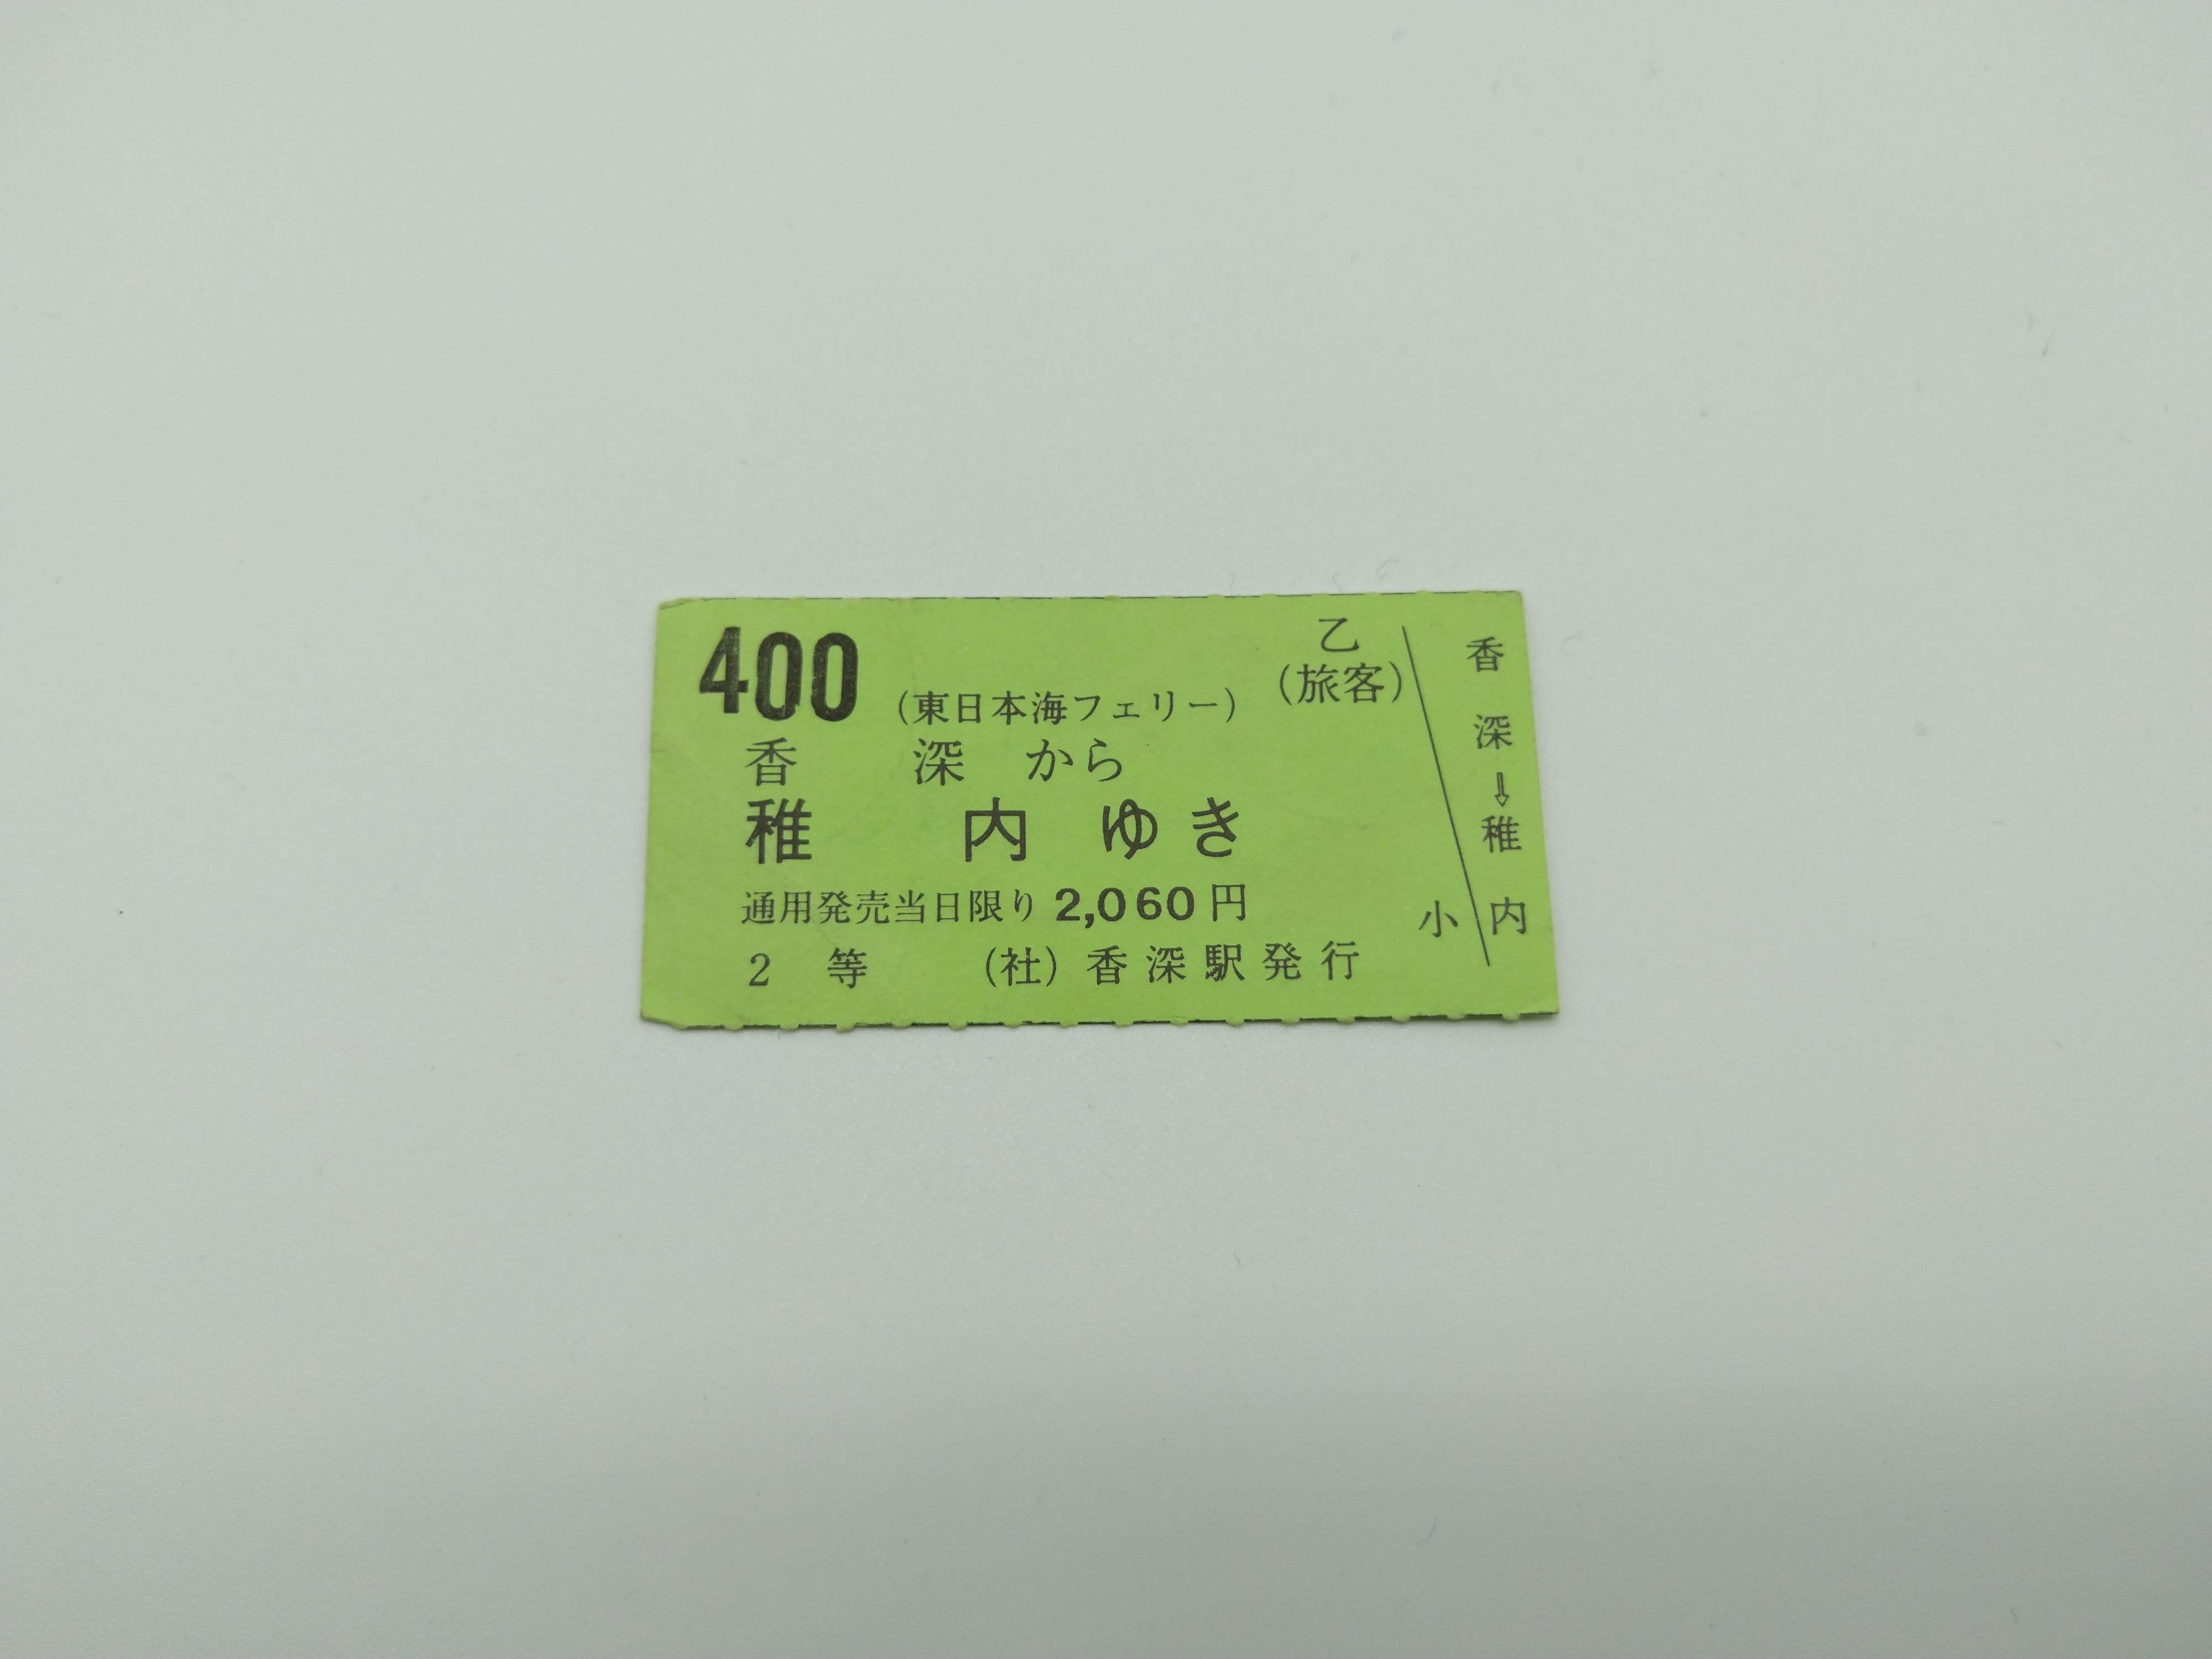 400
(東日本海フェリー)
乙
(旅客)
香深から
稚内ゆき
通用発売当日限り 2,060円
2等 (社)香深駅発行
小
香深⇨稚内